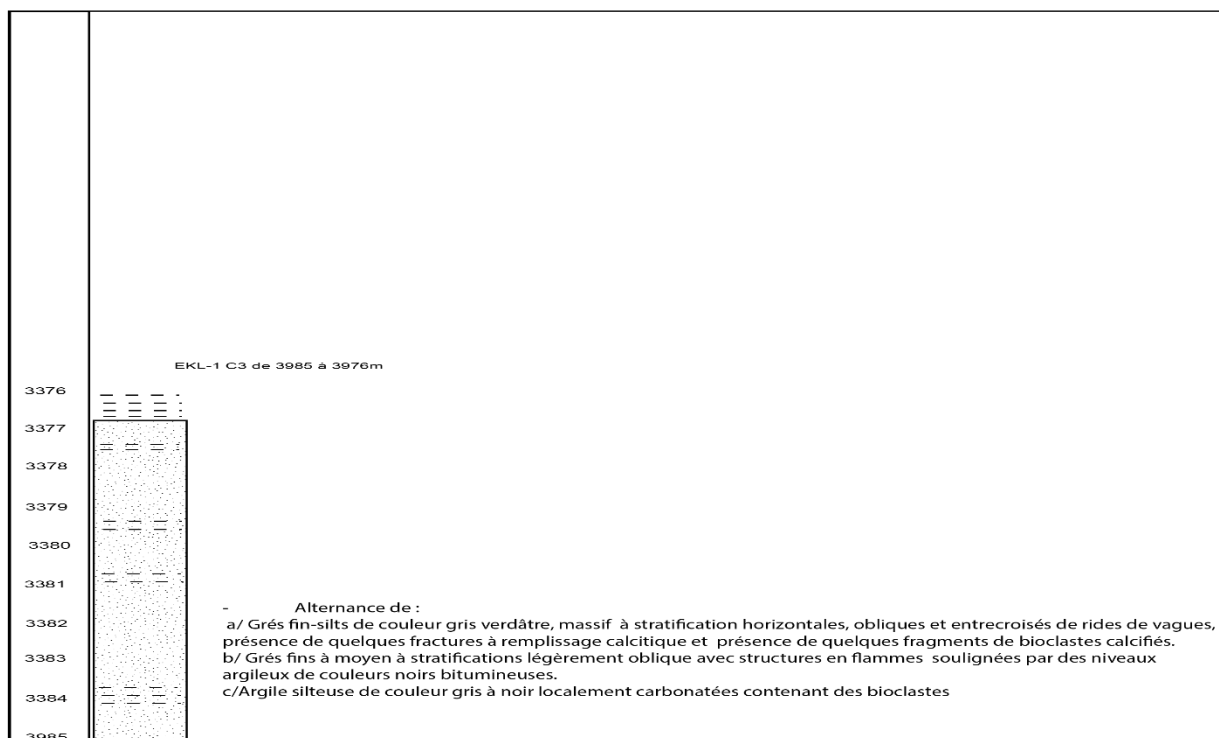 EKL-1 C3 de 3985 à 3976m
3376
3377
3378
3379
3380
3381
3382
3383
3384
3985
- Alternance de :
a/ Grés fin-silts de couleur gris verdâtre, massif à stratification horizontales, obliques et entrecroisés de rides de vagues,
présence de quelques fractures à remplissage calcitique et présence de quelques fragments de bioclastes calcifiés.
b/ Grés fins à moyen à stratifications légèrement oblique avec structures en flammes soulignées par des niveaux
argileux de couleurs noirs bitumineuses.
c/Argile silteuse de couleur gris à noir localement carbonatées contenant des bioclastes